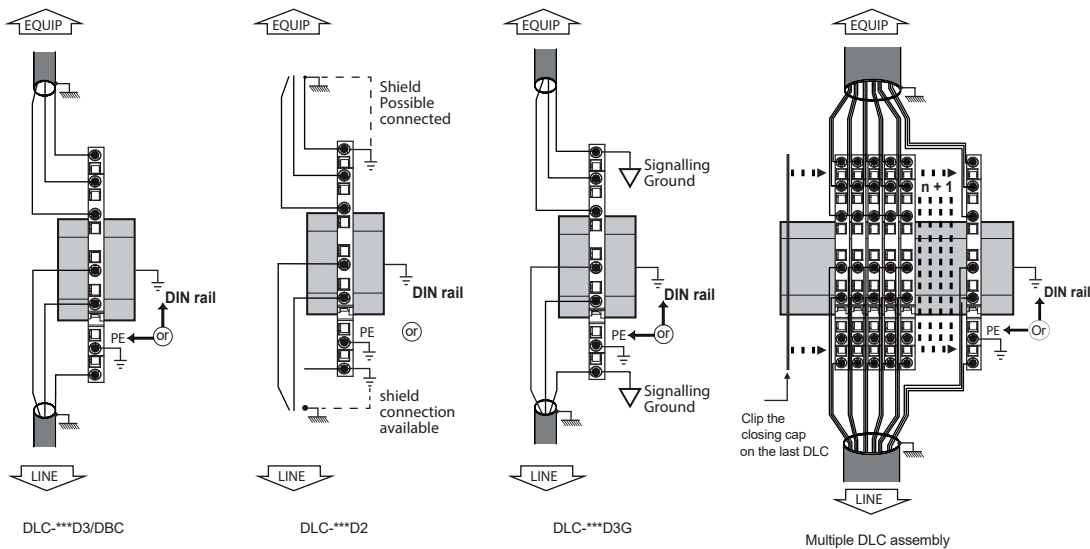 EQUIP
EQUIP
EQUIP
EQUIP
Shield
Possible
connected
Signalling
Ground
n + 1
DIN rail
DIN rail
DIN rail
DIN rail
PE
or
PE
or
PE
or
PE
Or
shield
connection
available
Signalling
Ground
Clip the
closing cap
on the last DLC
LINE
LINE
LINE
LINE
DLC-***D3/DBC
DLC-***D2
DLC-***D3G
Multiple DLC assembly